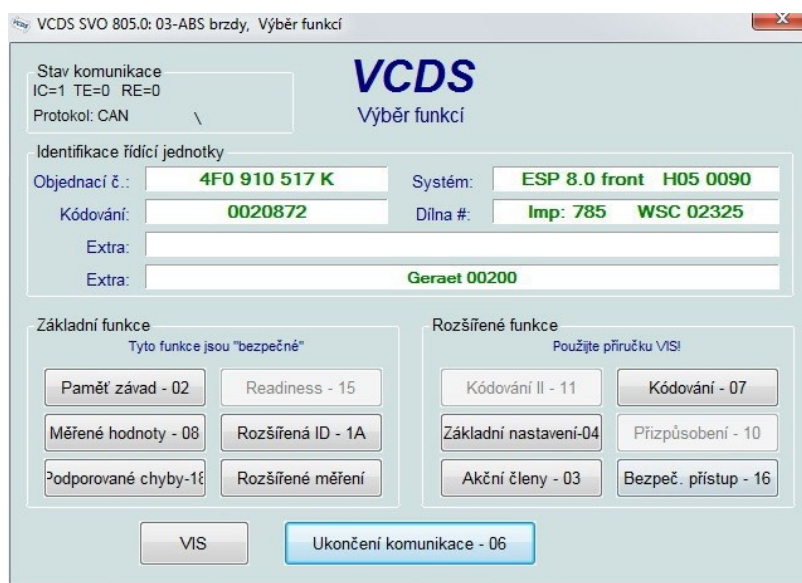 VCDS SVO 805.0: 03-ABS brzdy, Výběr funkcí
Stav komunikace
IC=1 TE=0 RE=0
Protokol: CAN \
VCDS
Výběr funkcí
Identifikace řídící jednotky
Objednací č.: 4F0 910 517 K Systém: ESP 8.0 front H05 0090
Kódování: 0020872 Dílna #: Imp: 785 WSC 02325
Extra:
Extra: Geraet 00200
Základní funkce
Tyto funkce jsou "bezpečné"
Paměť závad - 02 Readiness - 15
Měřené hodnoty - 08 Rozšířená ID - 1A
Podporované chyby-18 Rozšířené měření
Rozšířené funkce
Použijte příručku VIS!
Kódování II - 11 Kódování - 07
Základní nastavení-04 Přizpůsobení - 10
Akční členy - 03 Bezpeč. přístup - 16
VIS Ukončení komunikace - 06